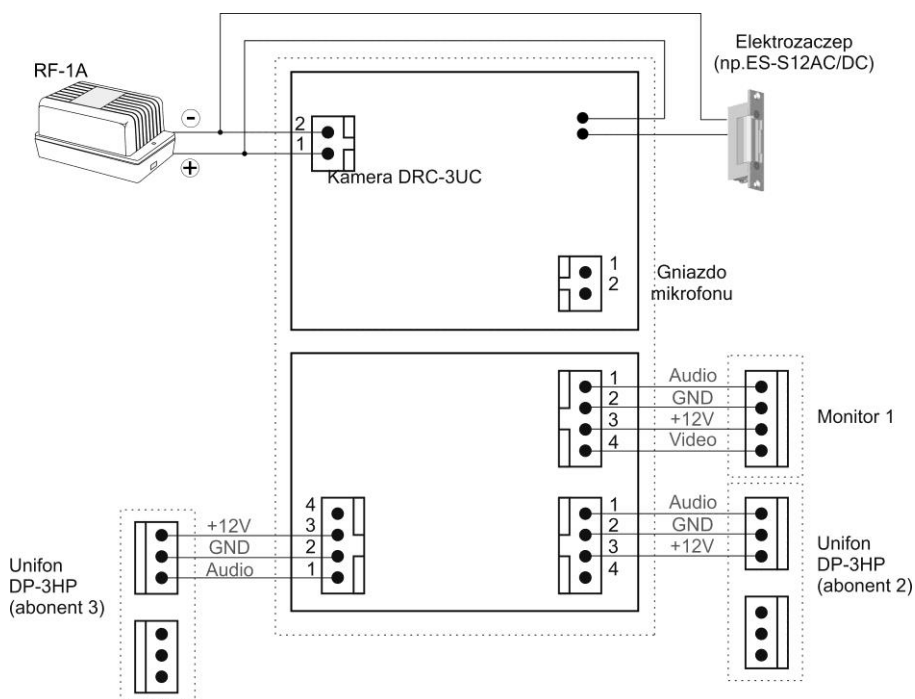 RF-1A
Elektrozaczep
(np.ES-S12AC/DC)
-
+
2
1
Kamera DRC-3UC
1
2
Gniazdo
mikrofonu
1
2
3
4
Audio
GND
+12V
Video
Monitor 1
4
3
2
1
+12V
GND
Audio
Unifon
DP-3HP
(abonent 3)
1
2
3
4
Audio
GND
+12V
Unifon
DP-3HP
(abonent 2)